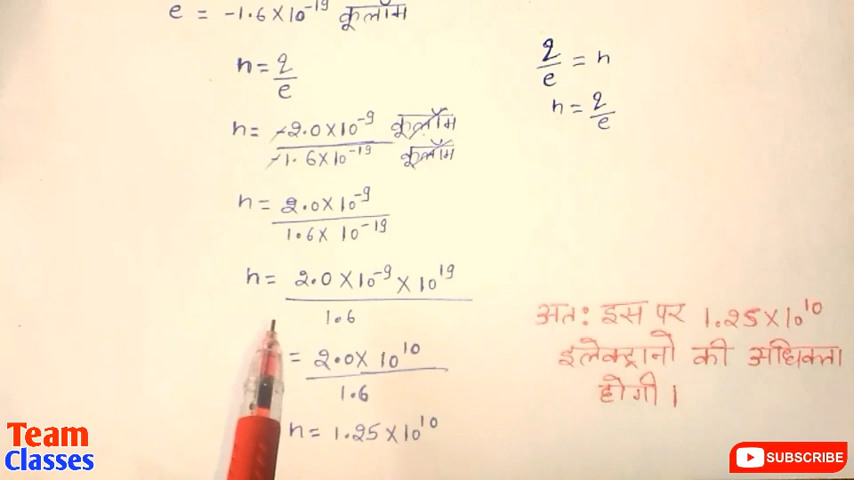 e = -1.6×10⁻¹⁹ कूलॉम
n = q/e
q/e = n
n = q/e
n = -2.0×10⁻⁹ कूलॉम / -1.6×10⁻¹⁹ कूलॉम
n = 2.0×10⁻⁹ / 1.6×10⁻¹⁹
n = 2.0×10⁻⁹×10¹⁹ / 1.6
= 2.0×10¹⁰ / 1.6
n = 1.25×10¹⁰
अतः इस पर 1.25×10¹⁰
इलेक्ट्रानो की अधिकता
होगी।
Team
Classes
SUBSCRIBE